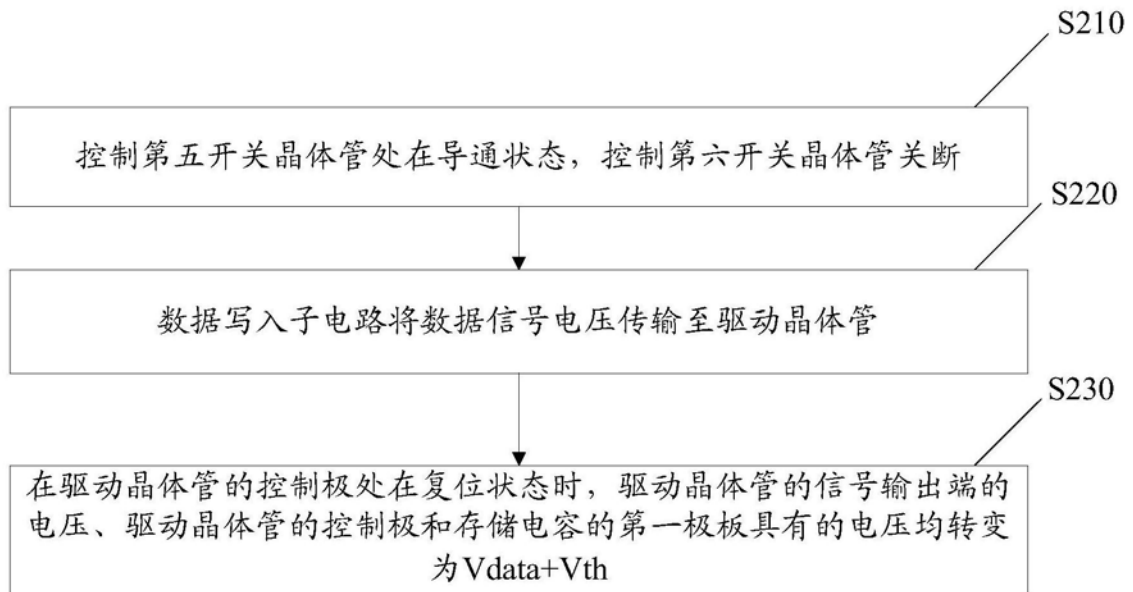 S210
控制第五开关晶体管处在导通状态，控制第六开关晶体管关断
S220
数据写入子电路将数据信号电压传输至驱动晶体管
S230
在驱动晶体管的控制极处在复位状态时，驱动晶体管的信号输出端的
电压、驱动晶体管的控制极和存储电容的第一极板具有的电压均转变
为Vdata+Vth